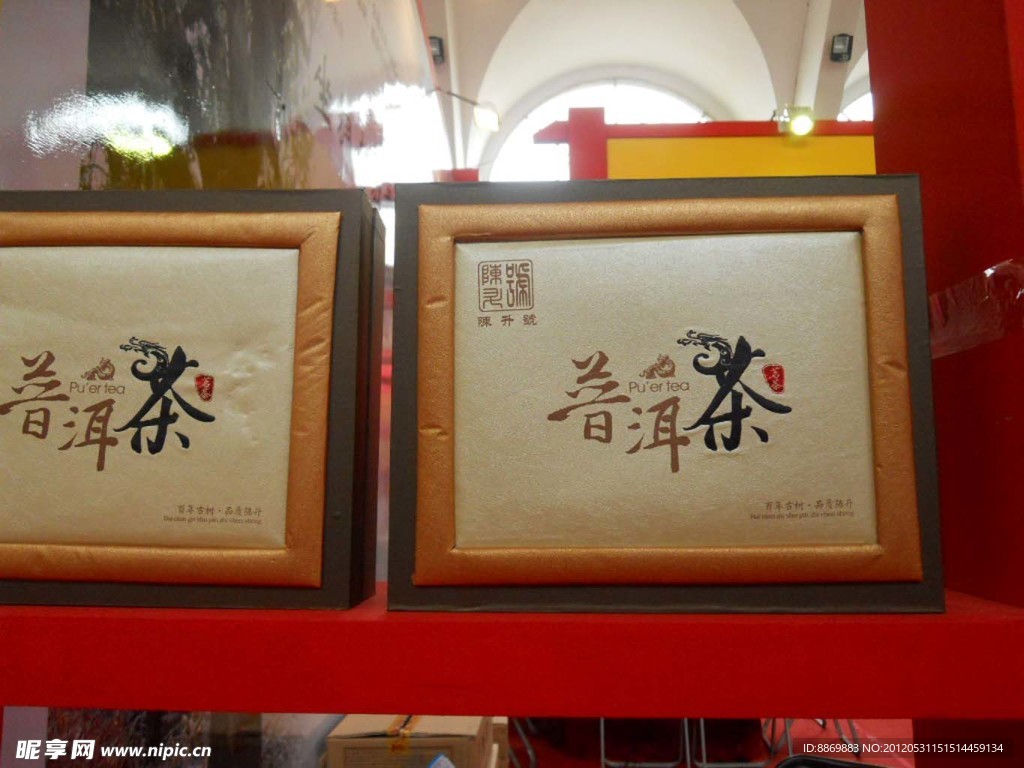 普洱茶
Pu'er tea
百年古树·品质陈升
陳升號
陳升號
普洱茶
Pu'er tea
百年古树·品质陈升
昵享网 www.nipic.cn
ID:8869883 NO:20120531151514459134